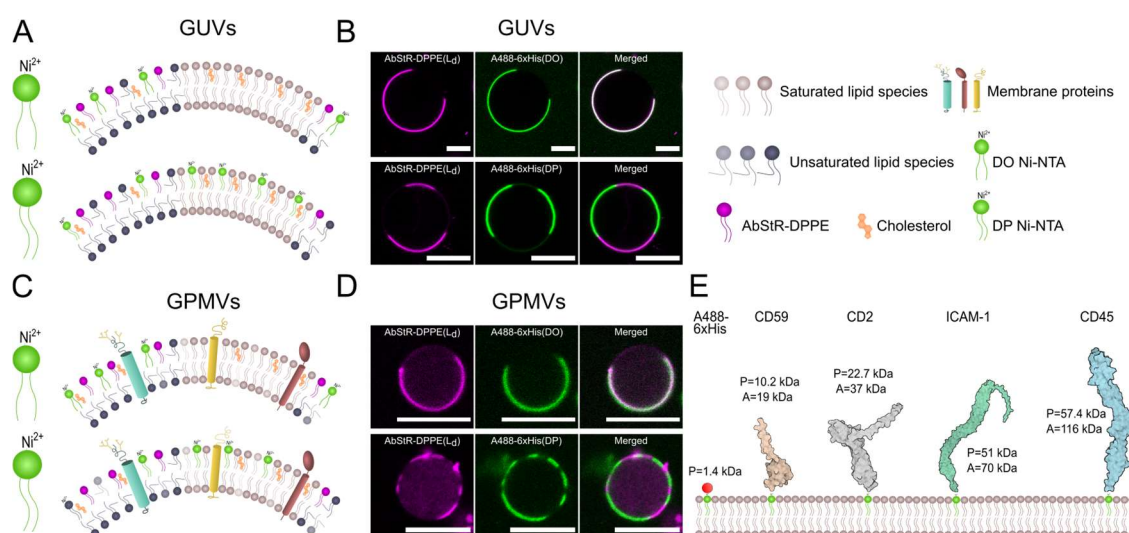 A
GUVs
Ni2+
Ni2+
B
GUVs
AbStR-DPPE(Ld)
A488-6xHis(DO)
Merged
AbStR-DPPE(Ld)
A488-6xHis(DP)
Merged
Saturated lipid species
Membrane proteins
Unsaturated lipid species
Ni2+
DO Ni-NTA
Ni2+
DP Ni-NTA
AbStR-DPPE
Cholesterol
C
GPMVs
Ni2+
Ni2+
D
GPMVs
AbStR-DPPE(Ld)
A488-6xHis(DO)
Merged
AbStR-DPPE(Ld)
A488-6xHis(DP)
Merged
E
A488-
6xHis
CD59
CD2
ICAM-1
CD45
P=1.4 kDa
P=10.2 kDa
A=19 kDa
P=22.7 kDa
A=37 kDa
P=51 kDa
A=70 kDa
P=57.4 kDa
A=116 kDa